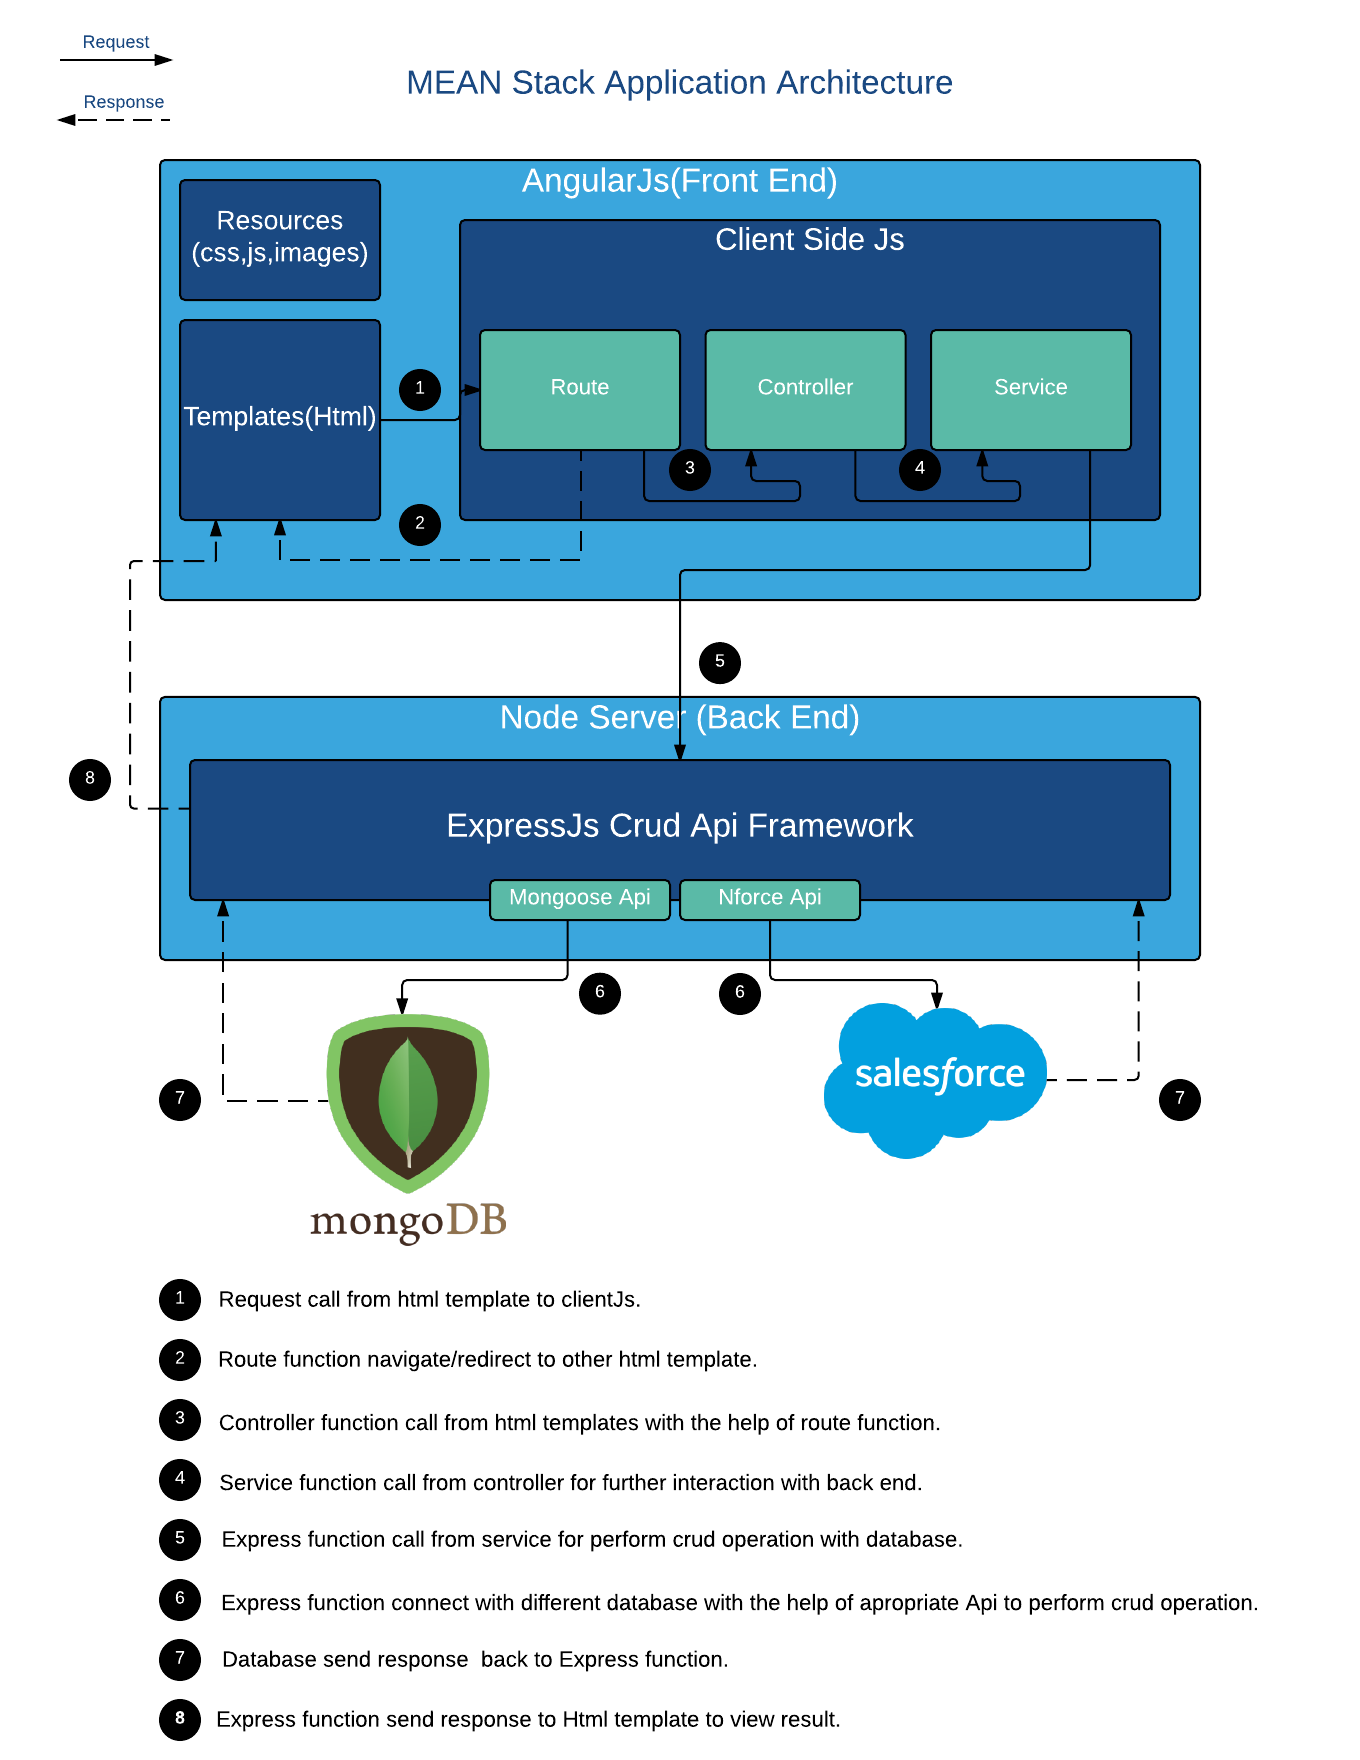 Request
Response
MEAN Stack Application Architecture
AngularJs(Front End)
Resources
(css,js,images)
Client Side Js
Templates(Html)
1
Route
Controller
Service
3
4
2
5
Node Server (Back End)
8
ExpressJs Crud Api Framework
Mongoose Api
Nforce Api
6
6
salesforce
7
7
mongoDB
1 Request call from html template to clientJs.
2 Route function navigate/redirect to other html template.
3 Controller function call from html templates with the help of route function.
4 Service function call from controller for further interaction with back end.
5 Express function call from service for perform crud operation with database.
6 Express function connect with different database with the help of apropriate Api to perform crud operation.
7 Database send response  back to Express function.
8 Express function send response to Html template to view result.